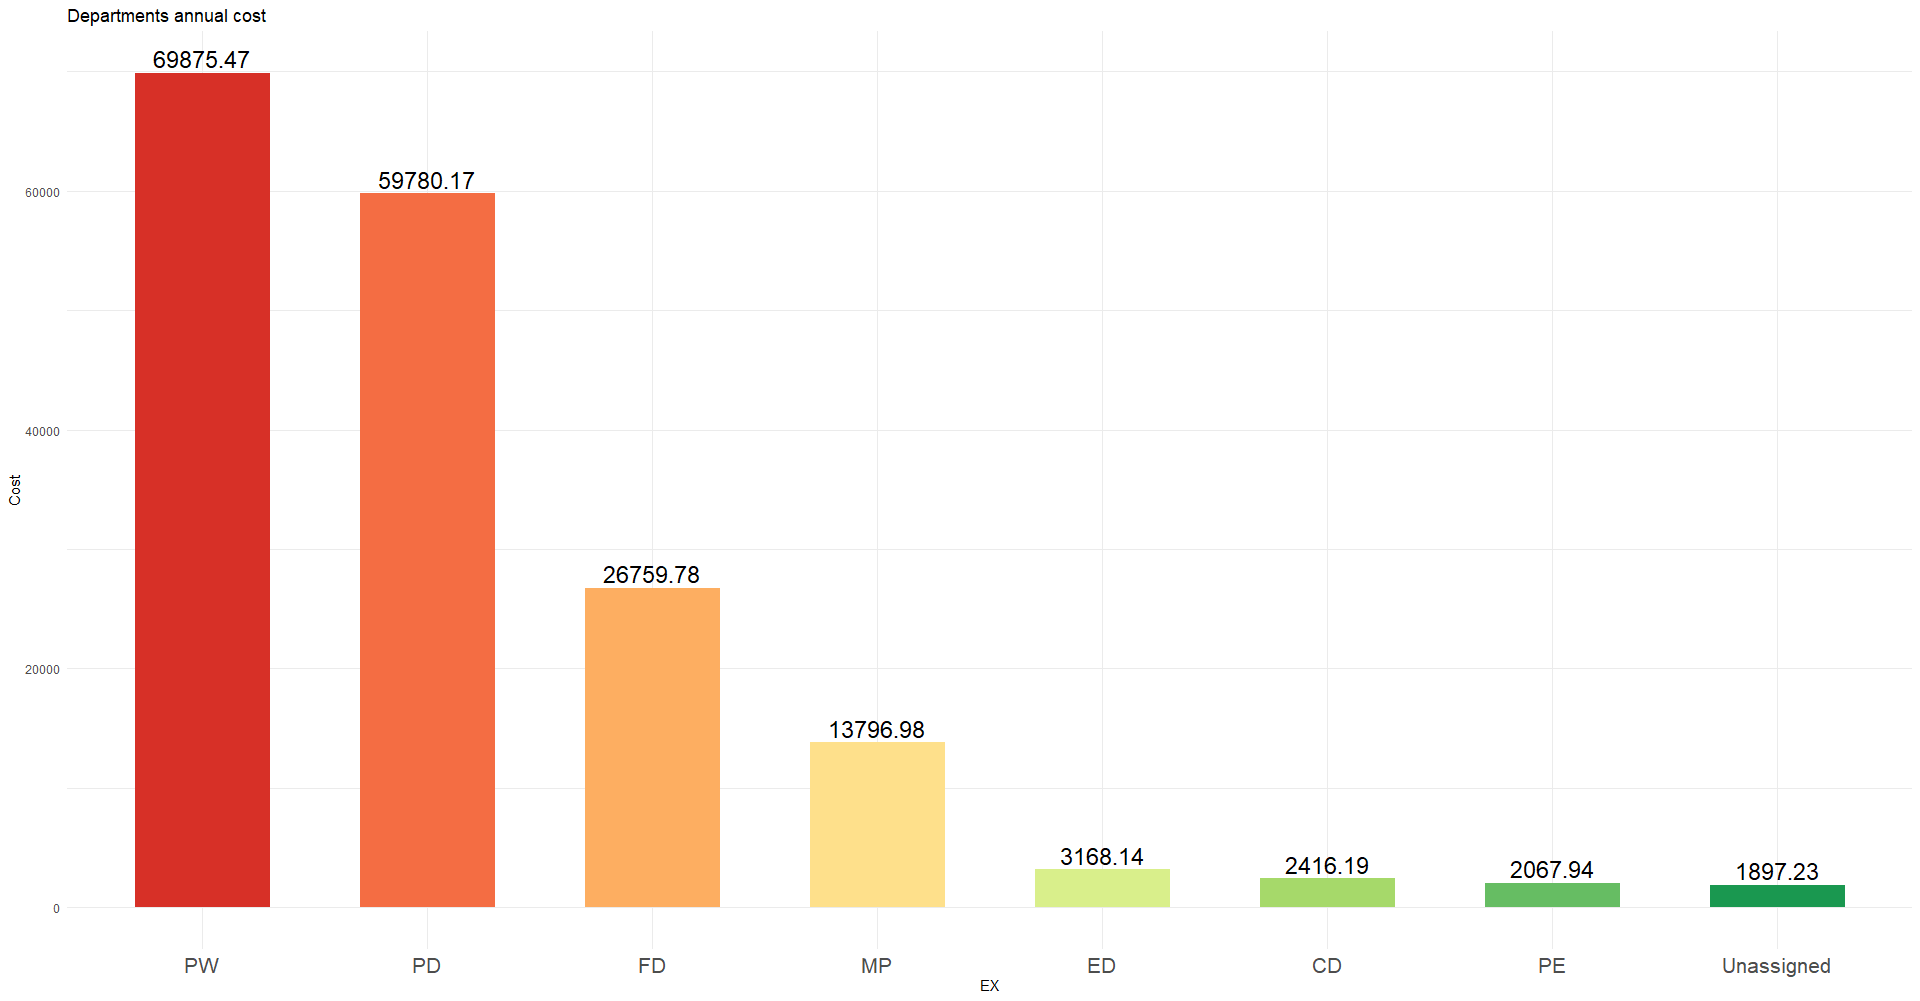 Departments annual cost
69875.47
59780.17
26759.78
13796.98
3168.14
2416.19
2067.94
1897.23
60000
40000
20000
0
Cost
PW
PD
FD
MP
ED
CD
PE
Unassigned
EX